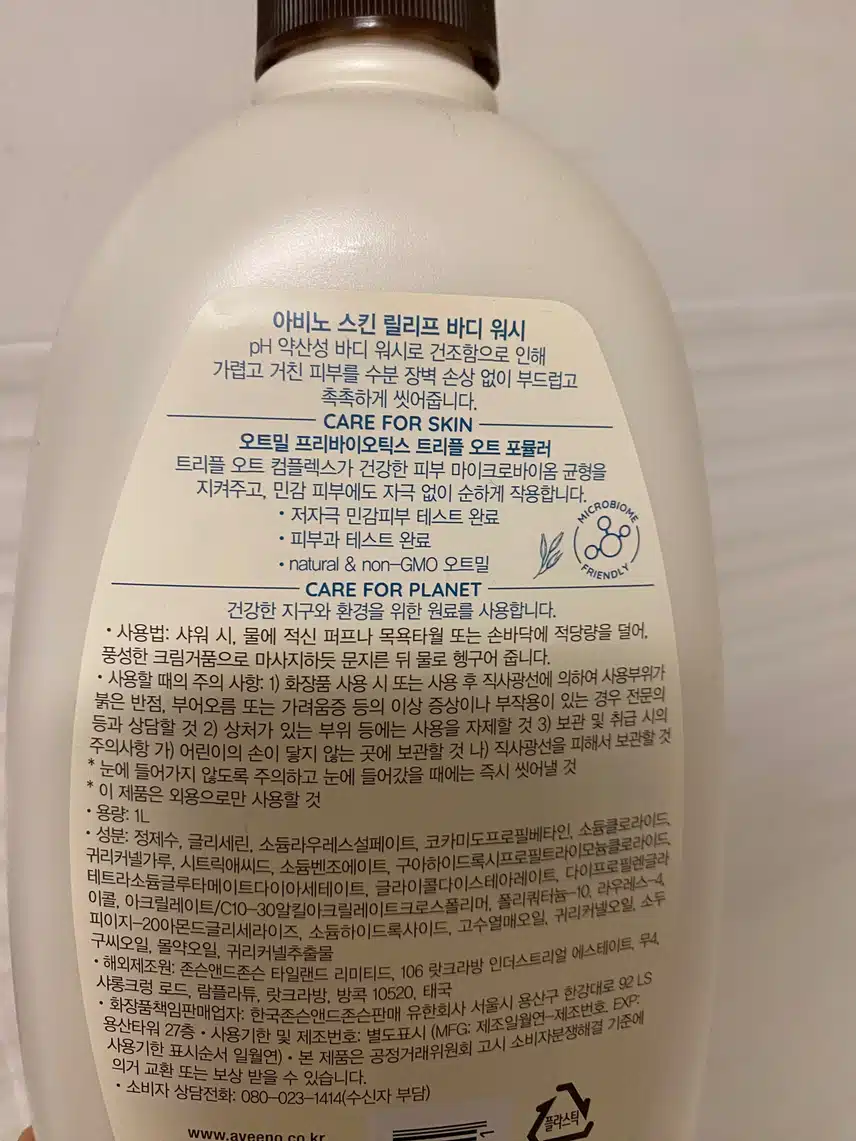 아비노 스킨 릴리프 바디 워시
pH 약산성 바디 워시로 건조함으로 인해
가렵고 거친 피부를 수분 장벽 손상 없이 부드럽고
촉촉하게 씻어줍니다.
CARE FOR SKIN
오트밀 프리바이오틱스 트리플 오트 포뮬러
트리플 오트 컴플렉스가 건강한 피부 마이크로바이옴 균형을
지켜주고, 민감 피부에도 자극 없이 순하게 작용합니다.
• 저자극 민감피부 테스트 완료
• 피부과 테스트 완료
• natural & non-GMO 오트밀
MICROBIOME
FRIENDLY
CARE FOR PLANET
건강한 지구와 환경을 위한 원료를 사용합니다.
• 사용법: 샤워 시, 물에 적신 퍼프나 목욕타월 또는 손바닥에 적당량을 덜어,
풍성한 크림거품으로 마사지하듯 문지른 뒤 물로 헹구어 줍니다.
• 사용할 때의 주의 사항: 1) 화장품 사용 시 또는 사용 후 직사광선에 의하여 사용부위가
붉은 반점, 부어오름 또는 가려움증 등의 이상 증상이나 부작용이 있는 경우 전문의
등과 상담할 것 2) 상처가 있는 부위 등에는 사용을 자제할 것 3) 보관 및 취급 시의
주의사항 가) 어린이의 손이 닿지 않는 곳에 보관할 것 나) 직사광선을 피해서 보관할 것
* 눈에 들어가지 않도록 주의하고 눈에 들어갔을 때에는 즉시 씻어낼 것
* 이 제품은 외용으로만 사용할 것
• 용량: 1L
• 성분: 정제수, 글리세린, 소듐라우레스설페이트, 코카미도프로필베타인, 소듐클로라이드,
귀리커넬가루, 시트릭애씨드, 소듐벤조에이트, 구아하이드록시프로필트라이모늄클로라이드,
테트라소듐글루타메이트다이아세테이트, 글라이콜다이스테아레이트, 다이프로필렌글라
이콜, 아크릴레이트/C10-30알킬아크릴레이트크로스폴리머, 폴리쿼터늄-10, 라우레스-4,
피이지-20아몬드글리세라이즈, 소듐하이드록사이드, 고수열매오일, 귀리커넬오일, 소두
구씨오일, 몰약오일, 귀리커넬추출물
• 해외제조원: 존슨앤드존슨 타일랜드 리미티드, 106 랏크라방 인더스트리얼 에스테이트, 무4,
샤롱크렁 로드, 람플라튜, 랏크라방, 방콕 10520, 태국
• 화장품책임판매업자: 한국존슨앤드존슨판매 유한회사 서울시 용산구 한강대로 92 LS
용산타워 27층 • 사용기한 및 제조번호: 별도표시 (MFG: 제조일월연-제조번호, EXP:
사용기한 표시순서 일월연) • 본 제품은 공정거래위원회 고시 소비자분쟁해결 기준에
의거 교환 또는 보상 받을 수 있습니다.
• 소비자 상담전화: 080-023-1414(수신자 부담)
플라스틱
www.aveeno.co.kr